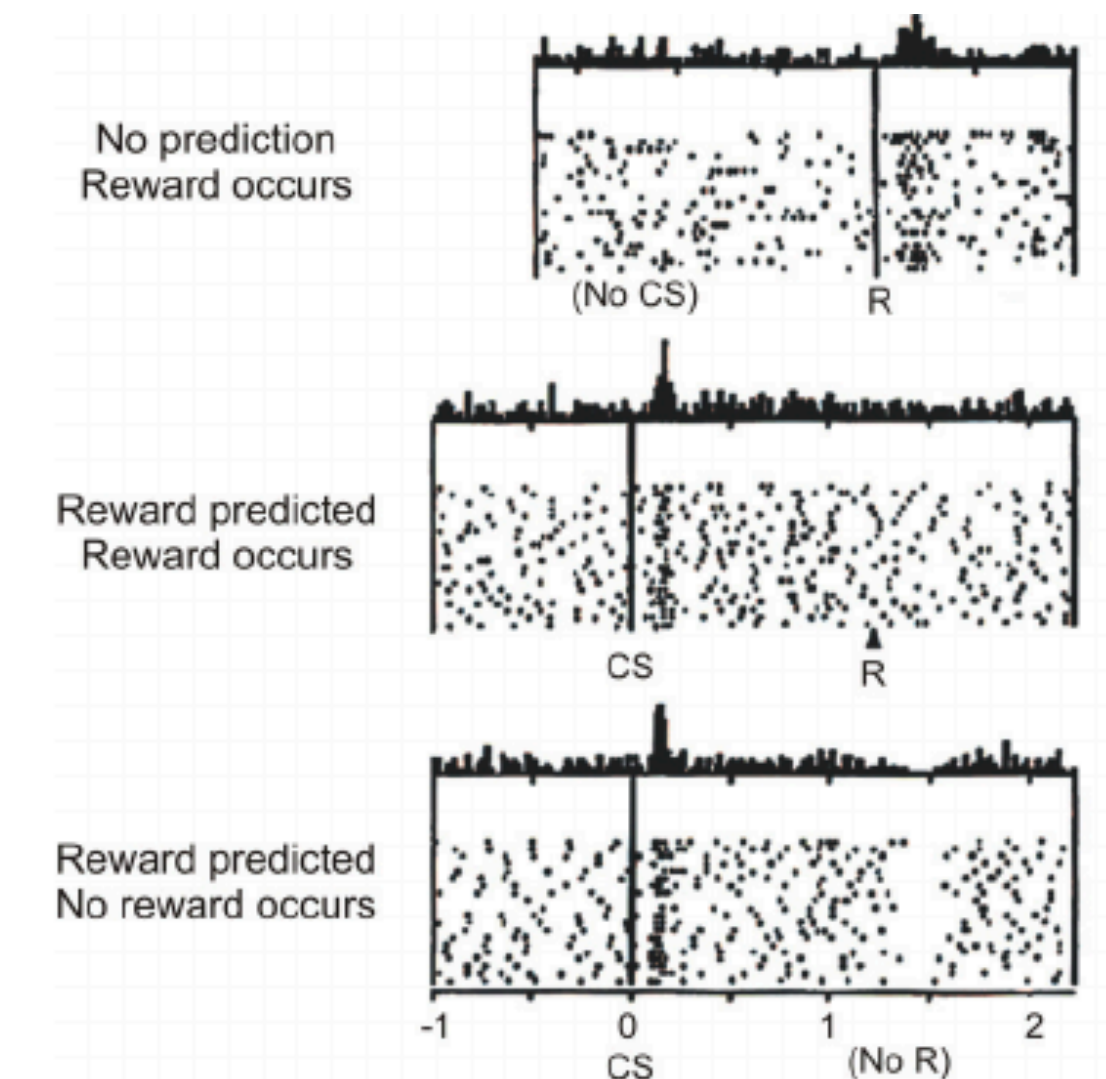 No prediction
Reward occurs
(No CS)
R
Reward predicted
Reward occurs
CS
R
Reward predicted
No reward occurs
-1 0 1 2
CS (No R)